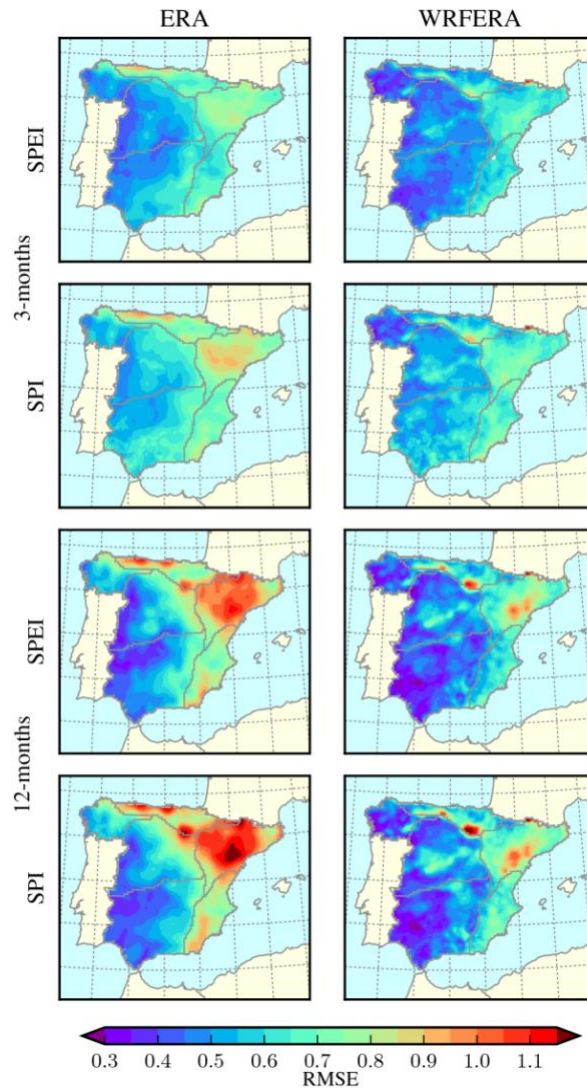 ERA WRFERA
3-months
SPEI
SPI
12-months
SPEI
SPI
0.3 0.4 0.5 0.6 0.7 0.8 0.9 1.0 1.1
RMSE